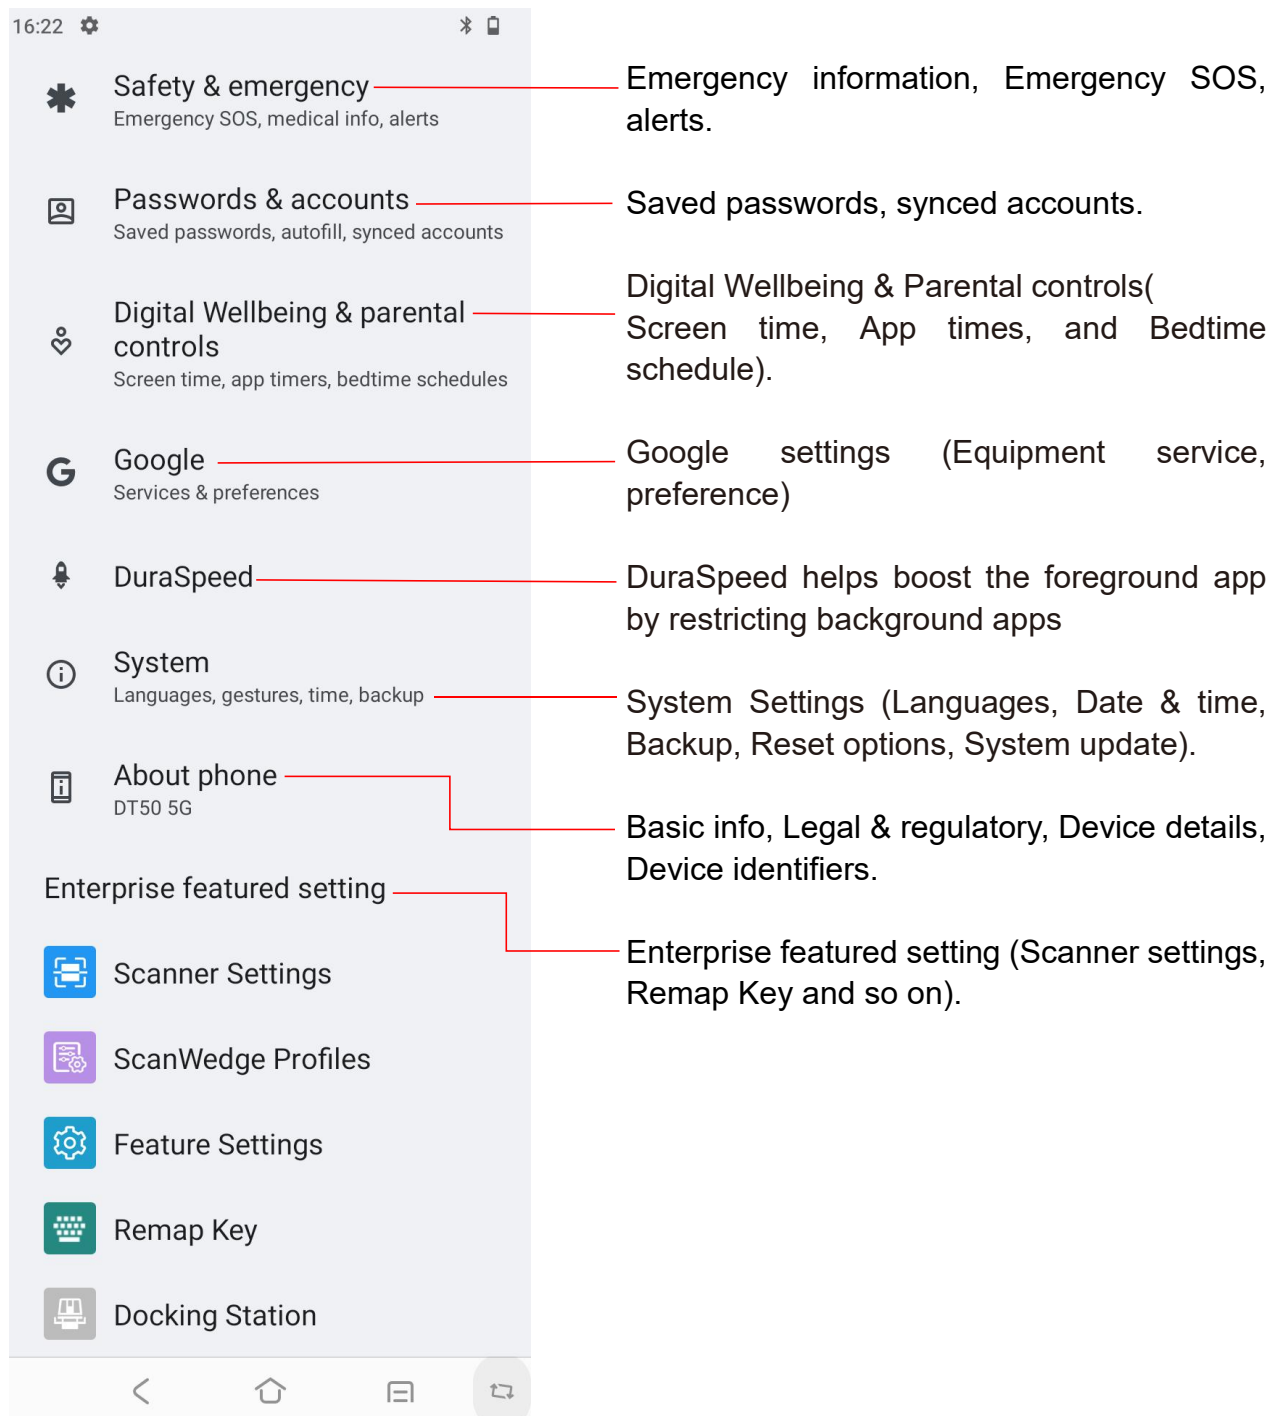 16:22
Safety & emergency
Emergency SOS, medical info, alerts
Emergency information, Emergency SOS,
alerts.
Passwords & accounts
Saved passwords, autofill, synced accounts
Saved passwords, synced accounts.
Digital Wellbeing & parental
controls
Screen time, app timers, bedtime schedules
Digital Wellbeing & Parental controls(
Screen time, App times, and Bedtime
schedule).
Google
Services & preferences
Google settings (Equipment service,
preference)
DuraSpeed
DuraSpeed helps boost the foreground app
by restricting background apps
System
Languages, gestures, time, backup
System Settings (Languages, Date & time,
Backup, Reset options, System update).
About phone
DT50 5G
Basic info, Legal & regulatory, Device details,
Device identifiers.
Enterprise featured setting
Enterprise featured setting (Scanner settings,
Remap Key and so on).
Scanner Settings
ScanWedge Profiles
Feature Settings
Remap Key
Docking Station